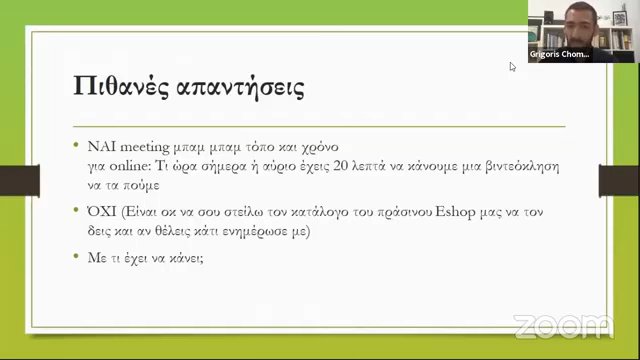 Grigoris Chom...
Πιθανές απαντήσεις
ΝΑΙ meeting μπαμ μπαμ τόπο και χρόνο
για online: Τι ώρα σήμερα ή αύριο έχεις 20 λεπτά να κάνουμε μια βιντεόκληση
να τα πούμε
ΌΧΙ (Είναι οκ να σου στείλω τον κατάλογο του πράσινου Eshop μας να τον
δεις και αν θέλεις κάτι ενημέρωσε με)
Με τι έχει να κάνει;
zoom